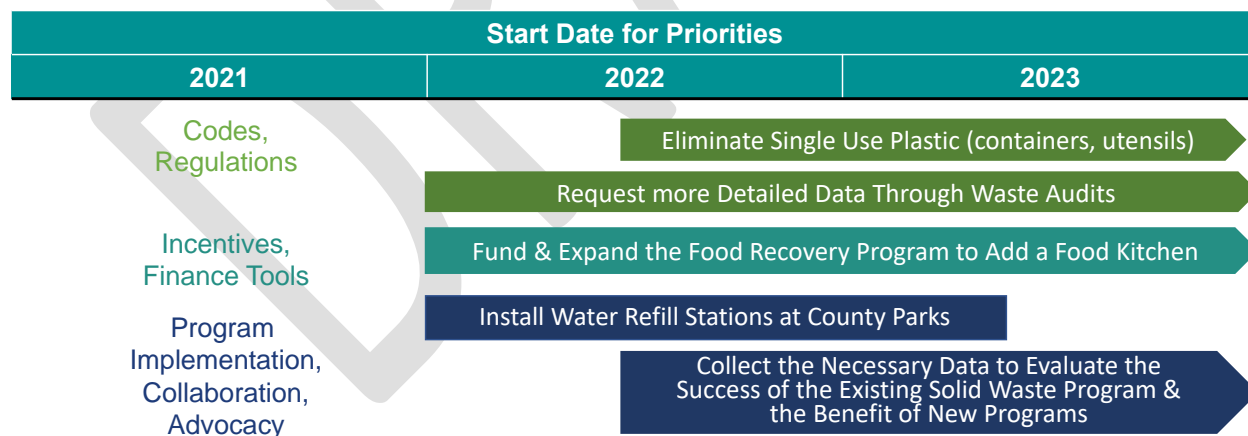 Start Date for Priorities
2021 2022 2023
Codes,
Regulations
Eliminate Single Use Plastic (containers, utensils)
Request more Detailed Data Through Waste Audits
Incentives,
Finance Tools
Fund & Expand the Food Recovery Program to Add a Food Kitchen
Program
Implementation,
Collaboration,
Advocacy
Install Water Refill Stations at County Parks
Collect the Necessary Data to Evaluate the
Success of the Existing Solid Waste Program &
the Benefit of New Programs